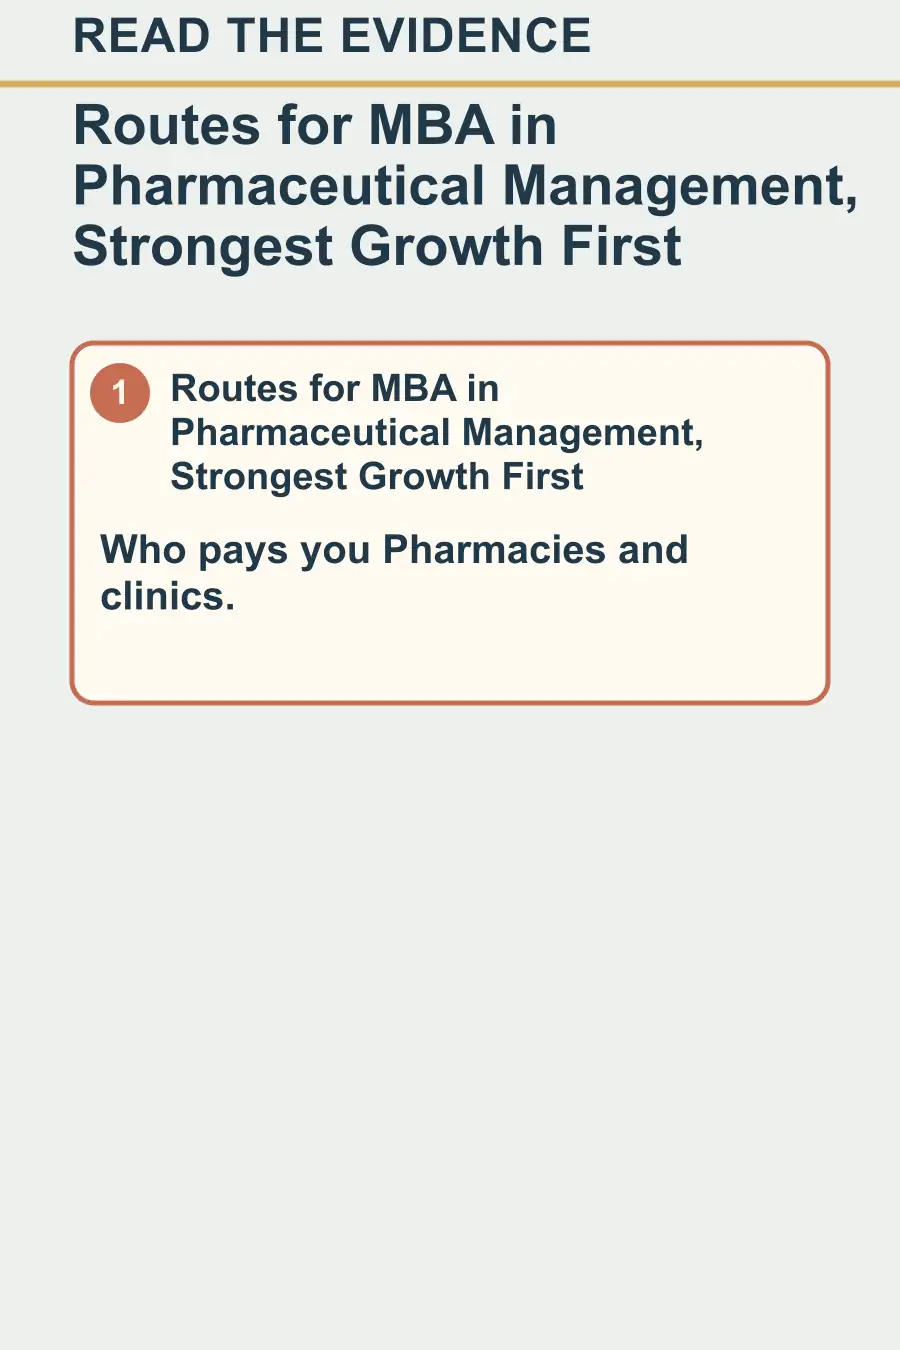 READ THE EVIDENCE
Routes for MBA in
Pharmaceutical Management,
Strongest Growth First
1
Routes for MBA in
Pharmaceutical Management,
Strongest Growth First
Who pays you Pharmacies and
clinics.